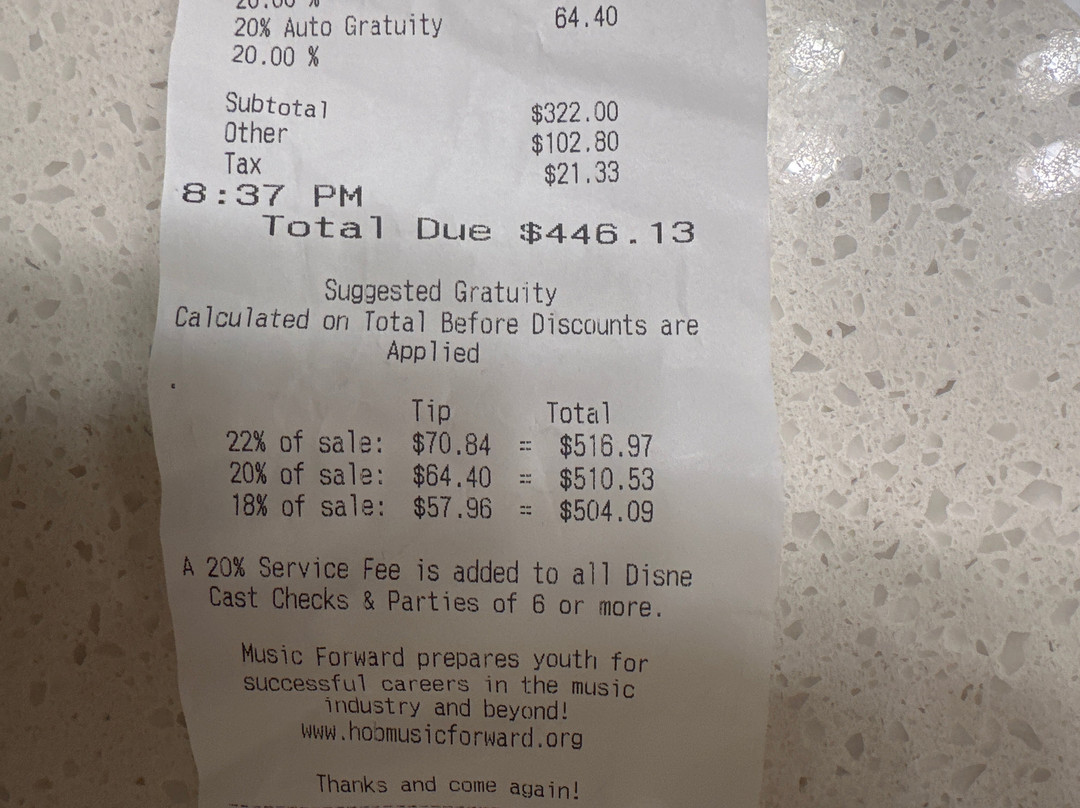 20.00 %
20% Auto Gratuity 64.40
20.00 %
Subtotal $322.00
Other $102.80
Tax $21.33
8:37 PM
Total Due $446.13
Suggested Gratuity
Calculated on Total Before Discounts are
Applied
Tip Total
22% of sale: $70.84 = $516.97
20% of sale: $64.40 = $510.53
18% of sale: $57.96 = $504.09
A 20% Service Fee is added to all Disne
Cast Checks & Parties of 6 or more.
Music Forward prepares youth for
successful careers in the music
industry and beyond!
www.hobmusicforward.org
Thanks and come again!